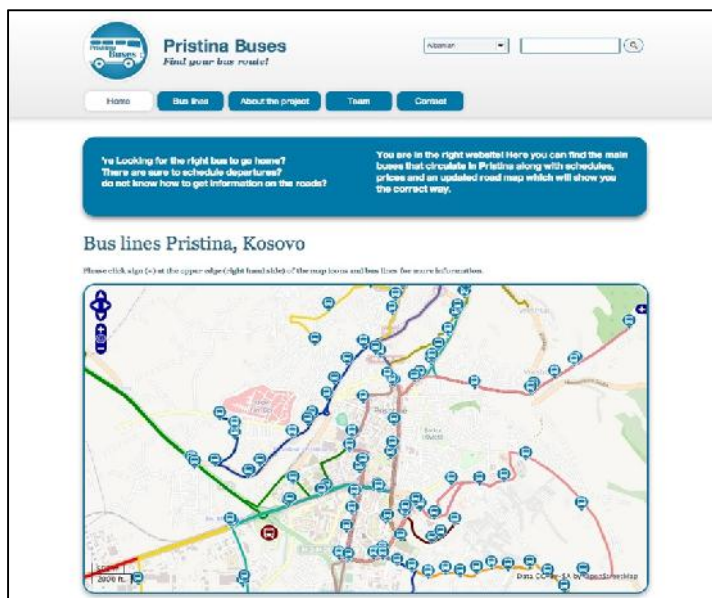 Pristina Buses
Pristina Buses
Find your bus route!
Albanian
Home
Bus lines
About the project
Team
Contact
're Looking for the right bus to go home?
There are sure to schedule departures?
do not know how to get information on the roads?
You are in the right website! Here you can find the main
buses that circulate in Pristina along with schedules,
prices and an updated road map which will show you
the correct way.
Bus lines Pristina, Kosovo
Please click sign (+) at the upper edge (right hand side) of the map icons and bus lines for more information.
2000 ft
Data CC-By-SA by OpenStreetMap